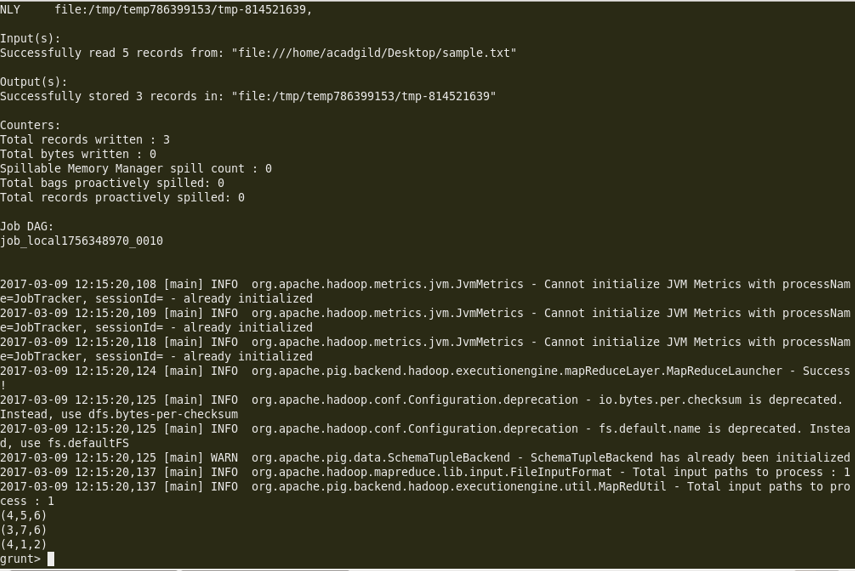 NLY     file:/tmp/temp786399153/tmp-814521639,
Input(s):
Successfully read 5 records from: "file:///home/acadgild/Desktop/sample.txt"
Output(s):
Successfully stored 3 records in: "file:/tmp/temp786399153/tmp-814521639"
Counters:
Total records written : 3
Total bytes written : 0
Spillable Memory Manager spill count : 0
Total bags proactively spilled: 0
Total records proactively spilled: 0
Job DAG:
job_local1756348970_0010
2017-03-09 12:15:20,108 [main] INFO  org.apache.hadoop.metrics.jvm.JvmMetrics - Cannot initialize JVM Metrics with processNam
e=JobTracker, sessionId= - already initialized
2017-03-09 12:15:20,109 [main] INFO  org.apache.hadoop.metrics.jvm.JvmMetrics - Cannot initialize JVM Metrics with processNam
e=JobTracker, sessionId= - already initialized
2017-03-09 12:15:20,118 [main] INFO  org.apache.hadoop.metrics.jvm.JvmMetrics - Cannot initialize JVM Metrics with processNam
e=JobTracker, sessionId= - already initialized
2017-03-09 12:15:20,124 [main] INFO  org.apache.pig.backend.hadoop.executionengine.mapReduceLayer.MapReduceLauncher - Success
!
2017-03-09 12:15:20,125 [main] INFO  org.apache.hadoop.conf.Configuration.deprecation - io.bytes.per.checksum is deprecated.
Instead, use dfs.bytes-per-checksum
2017-03-09 12:15:20,125 [main] INFO  org.apache.hadoop.conf.Configuration.deprecation - fs.default.name is deprecated. Instea
d, use fs.defaultFS
2017-03-09 12:15:20,125 [main] WARN  org.apache.pig.data.SchemaTupleBackend - SchemaTupleBackend has already been initialized
2017-03-09 12:15:20,137 [main] INFO  org.apache.hadoop.mapreduce.lib.input.FileInputFormat - Total input paths to process : 1
2017-03-09 12:15:20,137 [main] INFO  org.apache.pig.backend.hadoop.executionengine.util.MapRedUtil - Total input paths to pro
cess : 1
(4,5,6)
(3,7,6)
(4,1,2)
grunt>